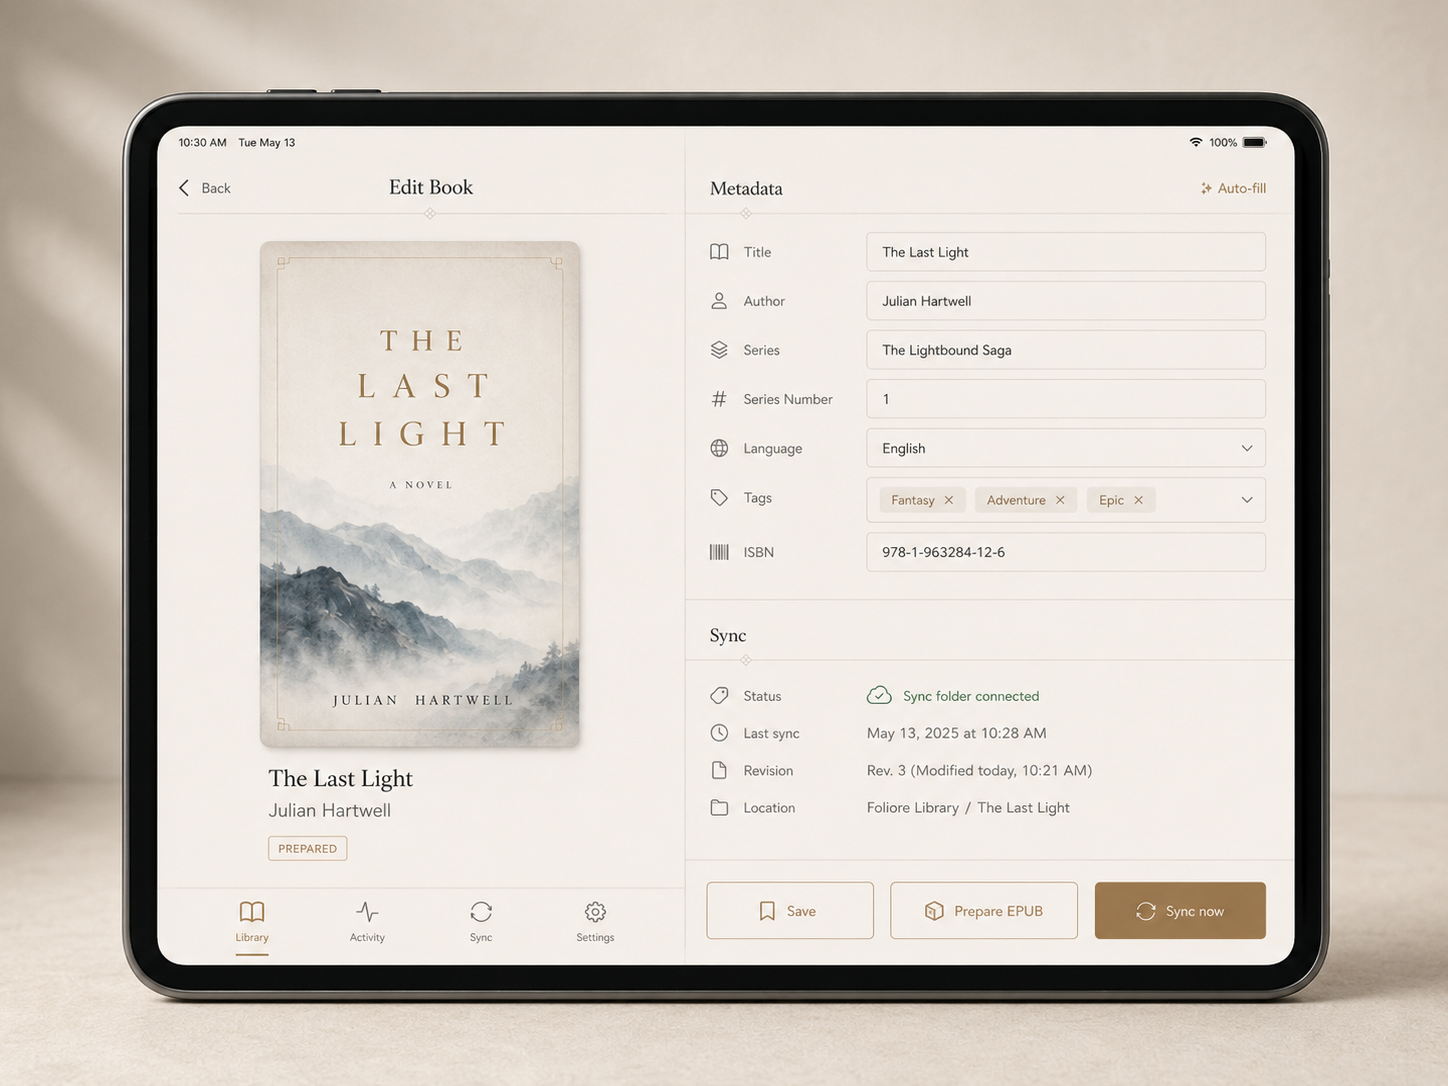 10:30 AM Tue May 13
100%
Back
Edit Book
THE
LAST
LIGHT
A NOVEL
JULIAN HARTWELL
The Last Light
Julian Hartwell
PREPARED
Library
Activity
Sync
Settings
Metadata
Auto-fill
Title
The Last Light
Author
Julian Hartwell
Series
The Lightbound Saga
Series Number
1
Language
English
Tags
Fantasy
Adventure
Epic
ISBN
978-1-963284-12-6
Sync
Status
Sync folder connected
Last sync
May 13, 2025 at 10:28 AM
Revision
Rev. 3 (Modified today, 10:21 AM)
Location
Foliore Library / The Last Light
Save
Prepare EPUB
Sync now